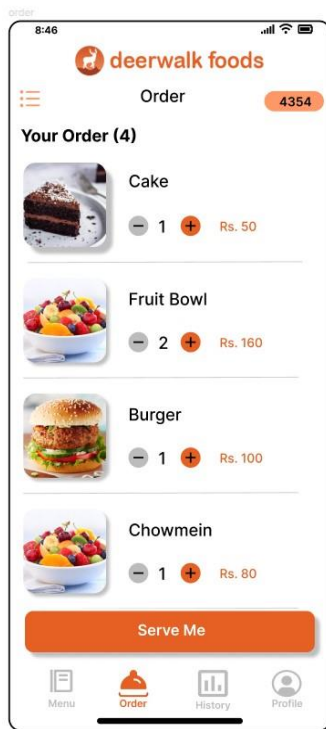 order
8:46
deerwalk foods
Order
4354
Your Order (4)
Cake
1 Rs. 50
Fruit Bowl
2 Rs. 160
Burger
1 Rs. 100
Chowmein
1 Rs. 80
Serve Me
Menu Order History Profile